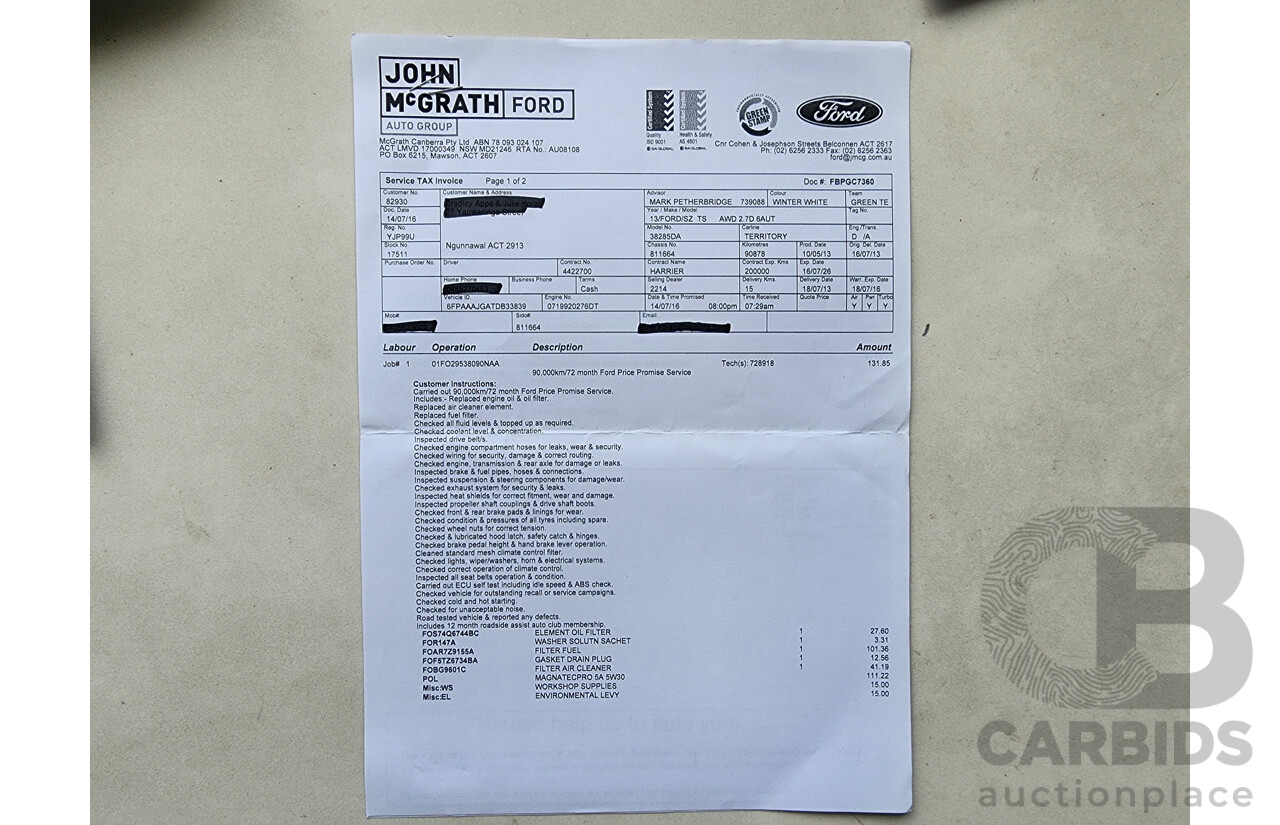 JOHN
McGRATH FORD
AUTO GROUP
McGrath Canberra Pty Ltd ABN 78 093 024 107
ACT LMVD 17000349 NSW MD21246 RTA No.: AU08108
PO Box 6215, Mawson, ACT 2607
Certified System
Quality
ISO 9001
SAI GLOBAL
Certified System
Health & Safety
AS 4801
SAI GLOBAL
GREEN STAMP
Ford
Cnr Cohen & Josephson Streets Belconnen ACT 2617
Ph: (02) 6256 2333 Fax: (02) 6256 2363
ford@jmcg.com.au
Service TAX Invoice Page 1 of 2 Doc #: FBPGC7360
Customer No. Customer Name & Address Advisor Colour Team
82930 MARK PETHERBRIDGE 739088 WINTER WHITE GREEN TE
Doc. Date Year / Make / Model Tag No.
14/07/16 13/FORD/SZ TS AWD 2.7D 6AUT
Reg. No. Model No. Carline Eng./Trans.
YJP99U 38285DA TERRITORY D /A
Stock No. Chassis No. Kilometres Prod. Date Orig. Del. Date
17511 Ngunnawal ACT 2913 811664 90878 10/05/13 16/07/13
Purchase Order No. Driver Contract No. Contract Name Contract Exp. Kms Exp. Date
4422700 HARRIER 200000 16/07/26
Home Phone Business Phone Terms Selling Dealer Delivery Kms. Delivery Date Warr. Exp. Date
Cash 2214 15 18/07/13 18/07/16
Vehicle ID. Engine No. Date & Time Promised Time Received Quote Price Air Pwr Turbo
6FPAAAJGATDB33839 0719920276DT 14/07/16 08:00pm 07:29am Y Y Y
Mob#. Sido#. Email:
811664
Labour Operation Description Amount
Job# 1 01FO29538090NAA Tech(s): 728918 131.85
90,000km/72 month Ford Price Promise Service
Customer Instructions:
Carried out 90,000km/72 month Ford Price Promise Service.
Includes:- Replaced engine oil & oil filter.
Replaced air cleaner element.
Replaced fuel filter.
Checked all fluid levels & topped up as required.
Checked coolant level & concentration.
Inspected drive belt/s.
Checked engine compartment hoses for leaks, wear & security.
Checked wiring for security, damage & correct routing.
Checked engine, transmission & rear axle for damage or leaks.
Inspected brake & fuel pipes, hoses & connections.
Inspected suspension & steering components for damage/wear.
Checked exhaust system for security & leaks.
Inspected heat shields for correct fitment, wear and damage.
Inspected propeller shaft couplings & drive shaft boots.
Checked front & rear brake pads & linings for wear.
Checked condition & pressures of all tyres including spare.
Checked wheel nuts for correct tension.
Checked & lubricated hood latch, safety catch & hinges.
Checked brake pedal height & hand brake lever operation.
Cleaned standard mesh climate control filter.
Checked lights, wiper/washers, horn & electrical systems.
Checked correct operation of climate control.
Inspected all seat belts operation & condition.
Carried out ECU self test including idle speed & ABS check.
Checked vehicle for outstanding recall or service campaigns.
Checked cold and hot starting.
Checked for unacceptable noise.
Road tested vehicle & reported any defects.
Includes 12 month roadside assist auto club membership.
FOS74Q6744BC ELEMENT OIL FILTER 1 27.60
FOR147A WASHER SOLUTN SACHET 1 3.31
FOAR7Z9155A FILTER FUEL 1 101.36
FOF5TZ6734BA GASKET DRAIN PLUG 1 12.56
FOBG9601C FILTER AIR CLEANER 1 41.19
POL MAGNATECPRO 5A 5W30 111.22
Misc:WS WORKSHOP SUPPLIES 15.00
Misc:EL ENVIRONMENTAL LEVY 15.00
CB
CARBIDS
auctionplace